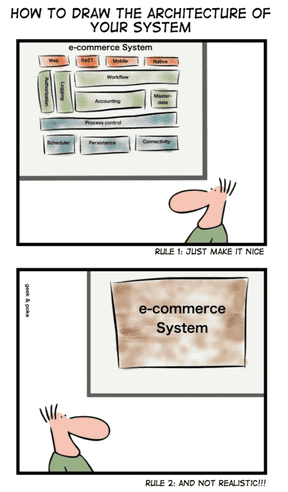 HOW TO DRAW THE ARCHITECTURE OF
YOUR SYSTEM
e-commerce System
Web
REST
Mobile
Native
Authorisation
Logging
Workflow
Accounting
Master-
data
Process control
Scheduler
Persistence
Connectivity
RULE 1: JUST MAKE IT NICE
geek & poke
e-commerce
System
RULE 2: AND NOT REALISTIC!!!